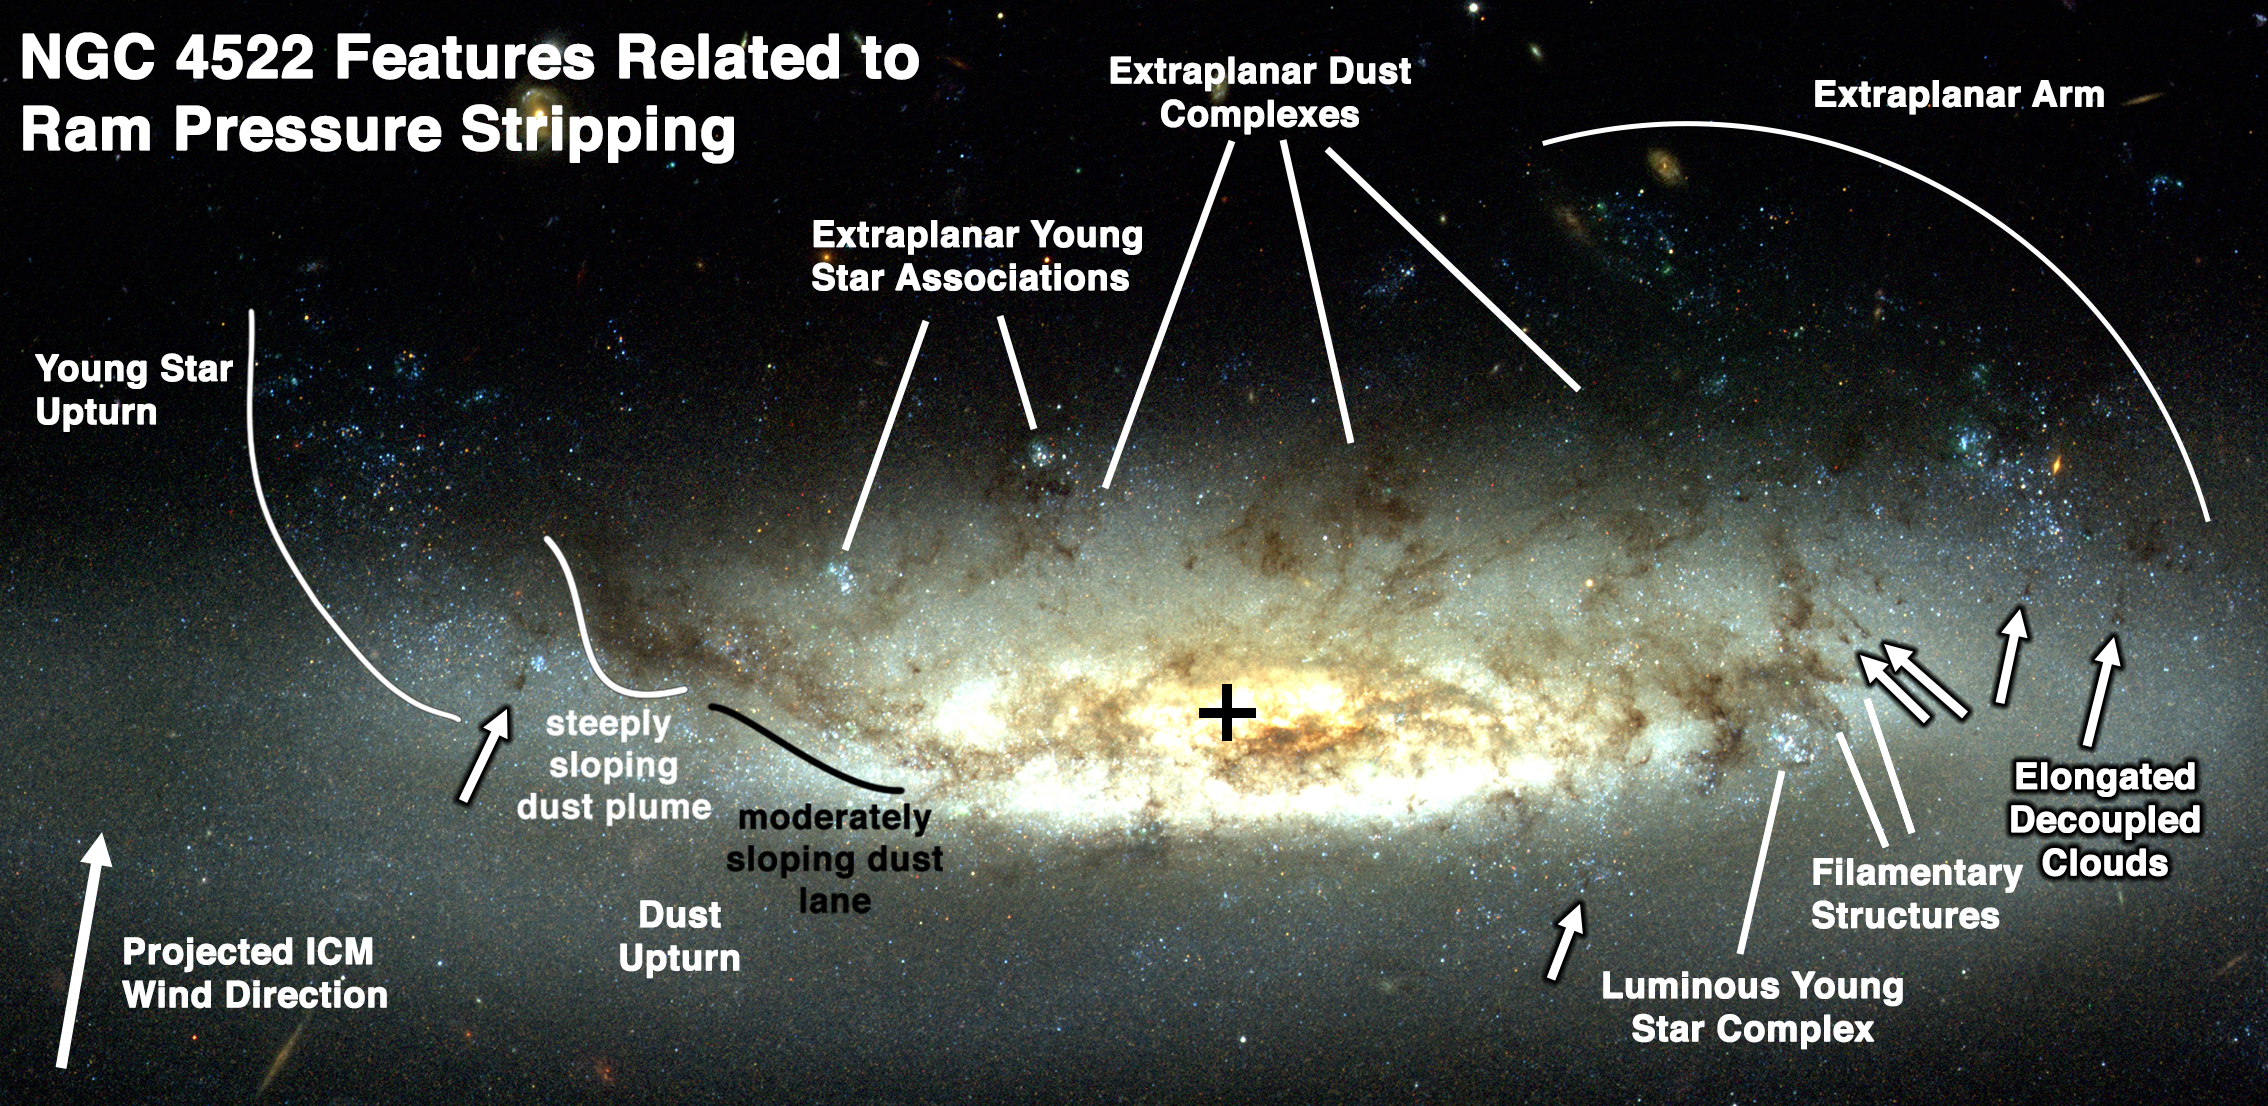 NGC 4522 Features Related to
Ram Pressure Stripping
Extraplanar Dust
Complexes
Extraplanar Arm
Extraplanar Young
Star Associations
Young Star
Upturn
steeply
sloping
dust plume
moderately
sloping dust
lane
Dust
Upturn
Projected ICM
Wind Direction
Elongated
Decoupled
Clouds
Filamentary
Structures
Luminous Young
Star Complex